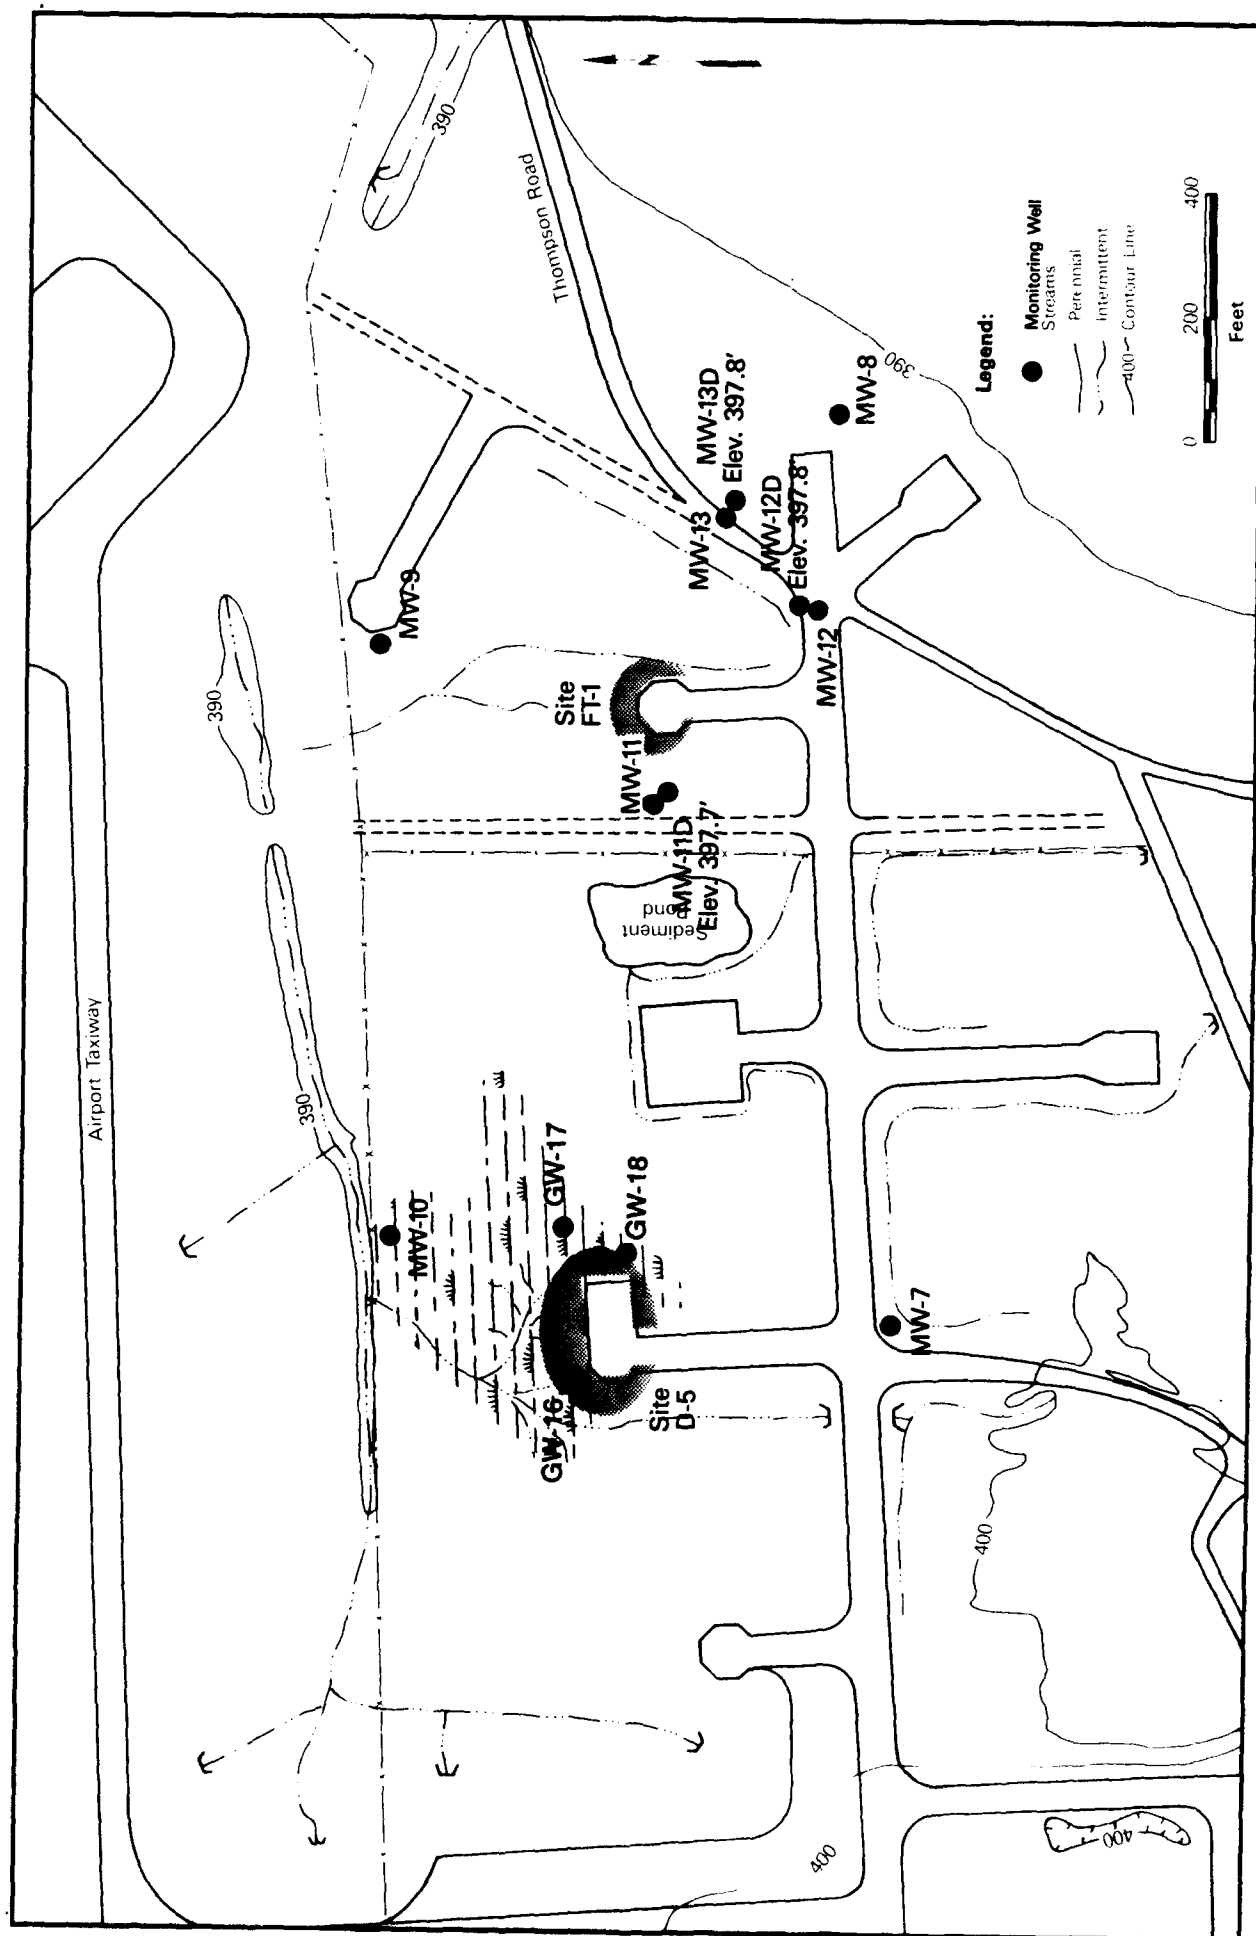 N
390
Thompson Road
390
Airport Taxiway
390
390
MW-9
Site
FT-1
MW-13
MW-13D
Elev. 397.8'
MW-12D
Elev. 397.8'
MW-12
MW-8
MW-11
MW-11D
Elev. 397.7'
Sediment
Pond
MW-10
GW-17
GW-18
GW-16
Site
D-5
MW-7
400
400
400
Legend:
Monitoring Well
Streams
Perennial
Intermittent
400 Contour Line
0 200 400
Feet